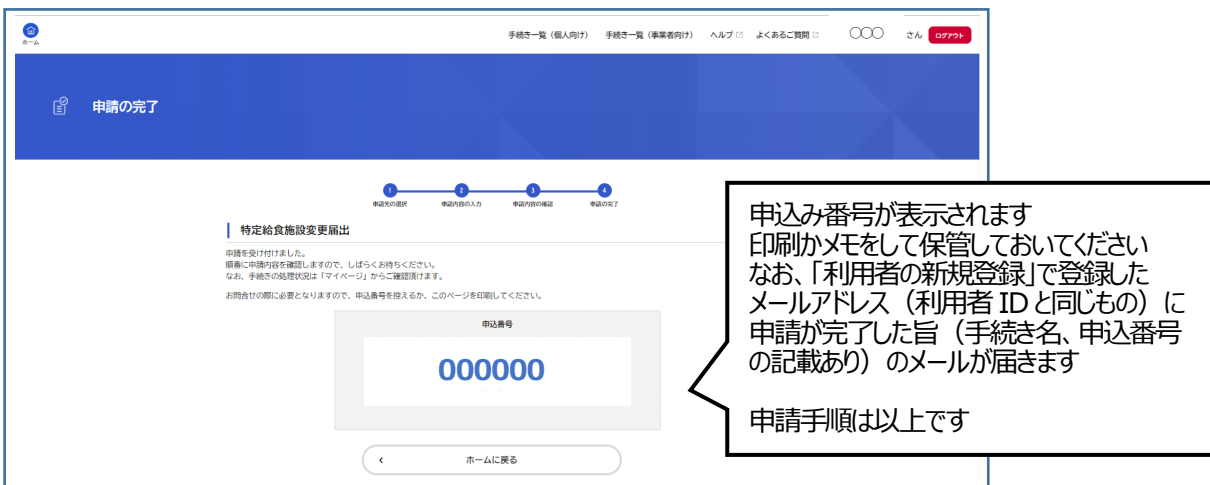 ホーム
手続き一覧（個人向け） 手続き一覧（事業者向け） ヘルプ よくあるご質問 〇〇〇 さん ログアウト
申請の完了
1 2 3 4
申請先の選択 申請内容の入力 申請内容の確認 申請の完了
特定給食施設変更届出
申請を受け付けました。
順番に申請内容を確認しますので、しばらくお待ちください。
なお、手続きの処理状況は「マイページ」からご確認頂けます。
お問合せの際に必要となりますので、申込番号を控えるか、このページを印刷してください。
申込番号
000000
ホームに戻る
申込み番号が表示されます
印刷かメモをして保管しておいてください
なお、「利用者の新規登録」で登録した
メールアドレス（利用者 ID と同じもの）に
申請が完了した旨（手続き名、申込番号
の記載あり）のメールが届きます
申請手順は以上です